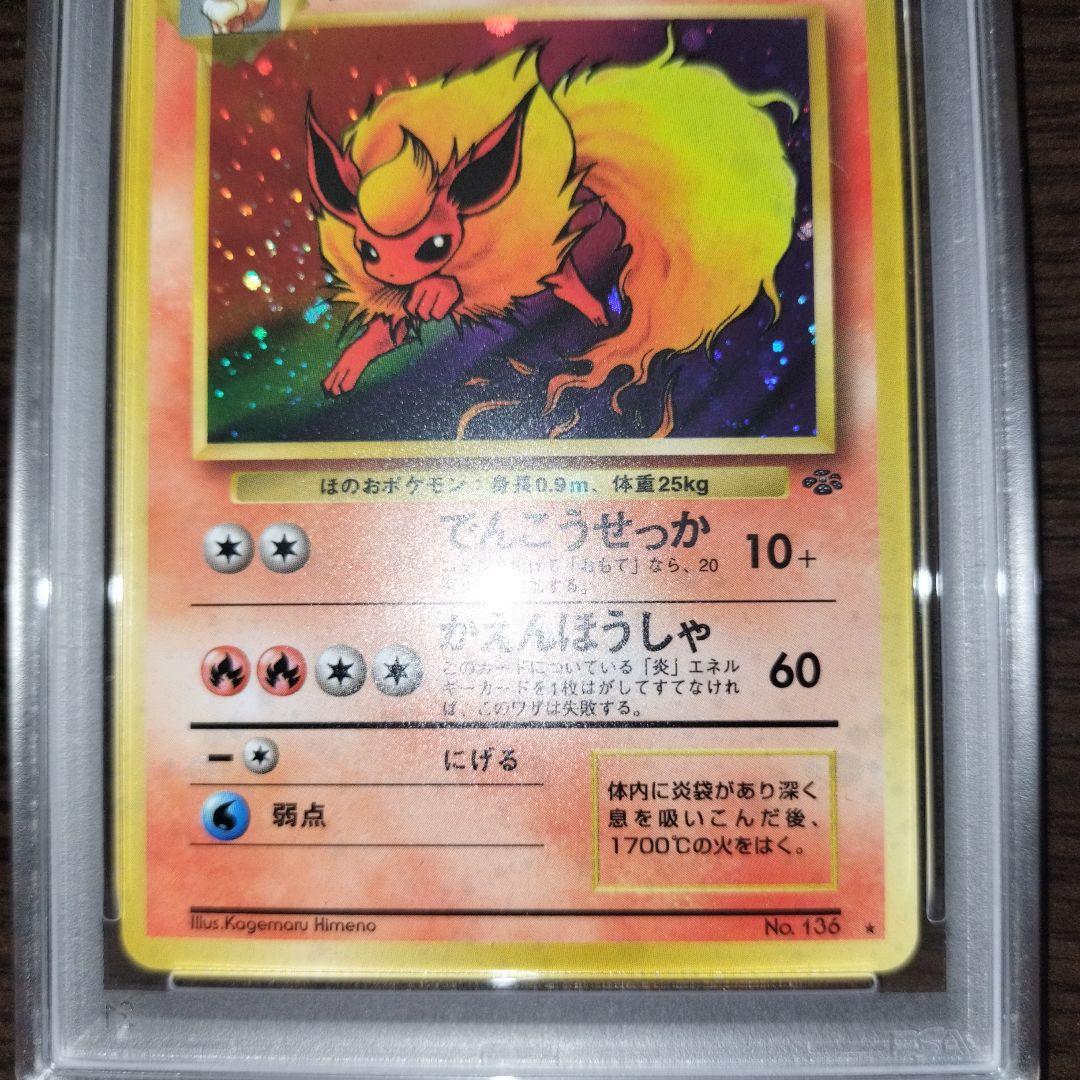 ほのおポケモン：身長0.9m、体重25kg
でんこうせっか
10+
「おもて」なら、20
する。
かえんほうしゃ
このカードについている「炎」エネル
ギーカードを1枚はがしてすてなけれ
ば、このワザは失敗する。
60
にげる
弱点
体内に炎袋があり深く
息を吸いこんだ後、
1700℃の火をはく。
Illus.Kagemaru Himeno
No. 136 ★